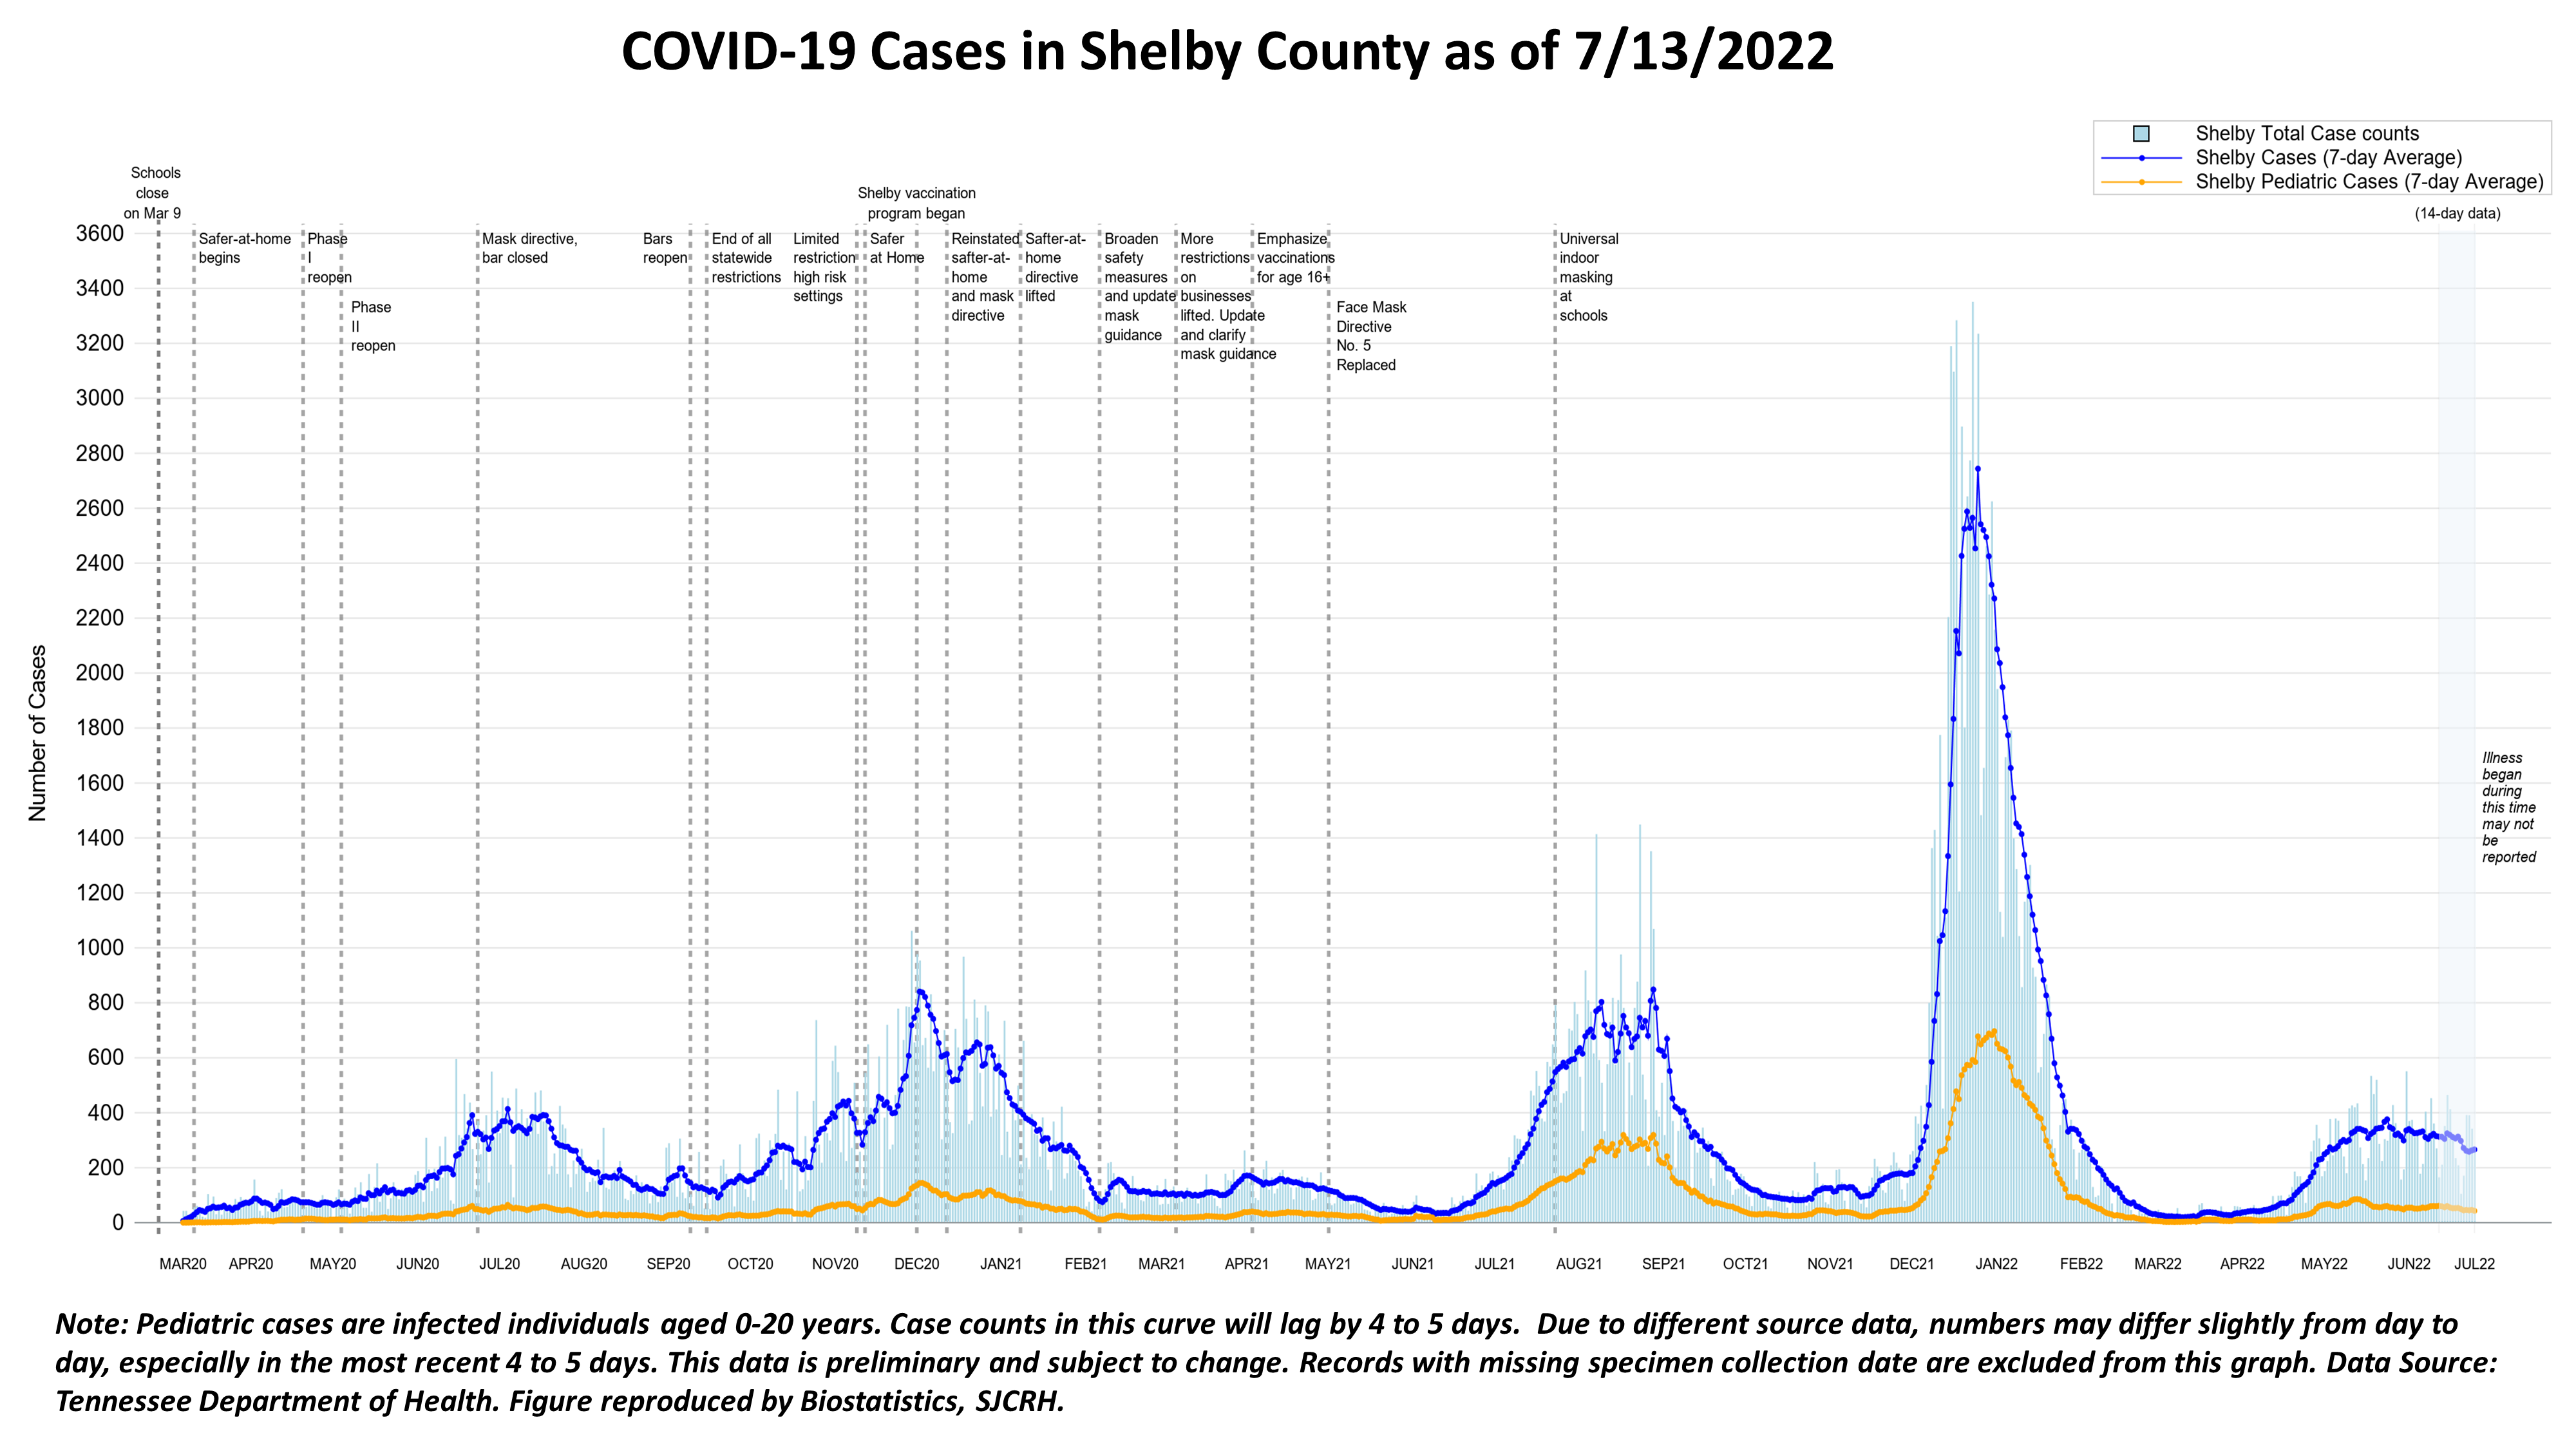 COVID-19 Cases in Shelby County as of 7/13/2022
Shelby Total Case counts
Shelby Cases (7-day Average)
Shelby Pediatric Cases (7-day Average)
(14-day data)
Schools
close
on Mar 9
Safer-at-home
begins
Phase
I
reopen
Phase
II
reopen
Mask directive,
bar closed
Bars
reopen
End of all
statewide
restrictions
Limited
restriction
high risk
settings
Shelby vaccination
program began
Safer
at Home
Reinstated
safter-at-
home
and mask
directive
Safter-at-
home
directive
lifted
Broaden
safety
measures
and update
mask
guidance
More
restrictions
on
businesses
lifted. Update
and clarify
mask guidance
Emphasize
vaccinations
for age 16+
Face Mask
Directive
No. 5
Replaced
Universal
indoor
masking
at
schools
Number of Cases
3600
3400
3200
3000
2800
2600
2400
2200
2000
1800
1600
1400
1200
1000
800
600
400
200
0
Illness
began
during
this time
may not
be
reported
MAR20 APR20 MAY20 JUN20 JUL20 AUG20 SEP20 OCT20 NOV20 DEC20 JAN21 FEB21 MAR21 APR21 MAY21 JUN21 JUL21 AUG21 SEP21 OCT21 NOV21 DEC21 JAN22 FEB22 MAR22 APR22 MAY22 JUN22 JUL22
Note: Pediatric cases are infected individuals aged 0-20 years. Case counts in this curve will lag by 4 to 5 days.  Due to different source data, numbers may differ slightly from day to
day, especially in the most recent 4 to 5 days. This data is preliminary and subject to change. Records with missing specimen collection date are excluded from this graph. Data Source:
Tennessee Department of Health. Figure reproduced by Biostatistics, SJCRH.